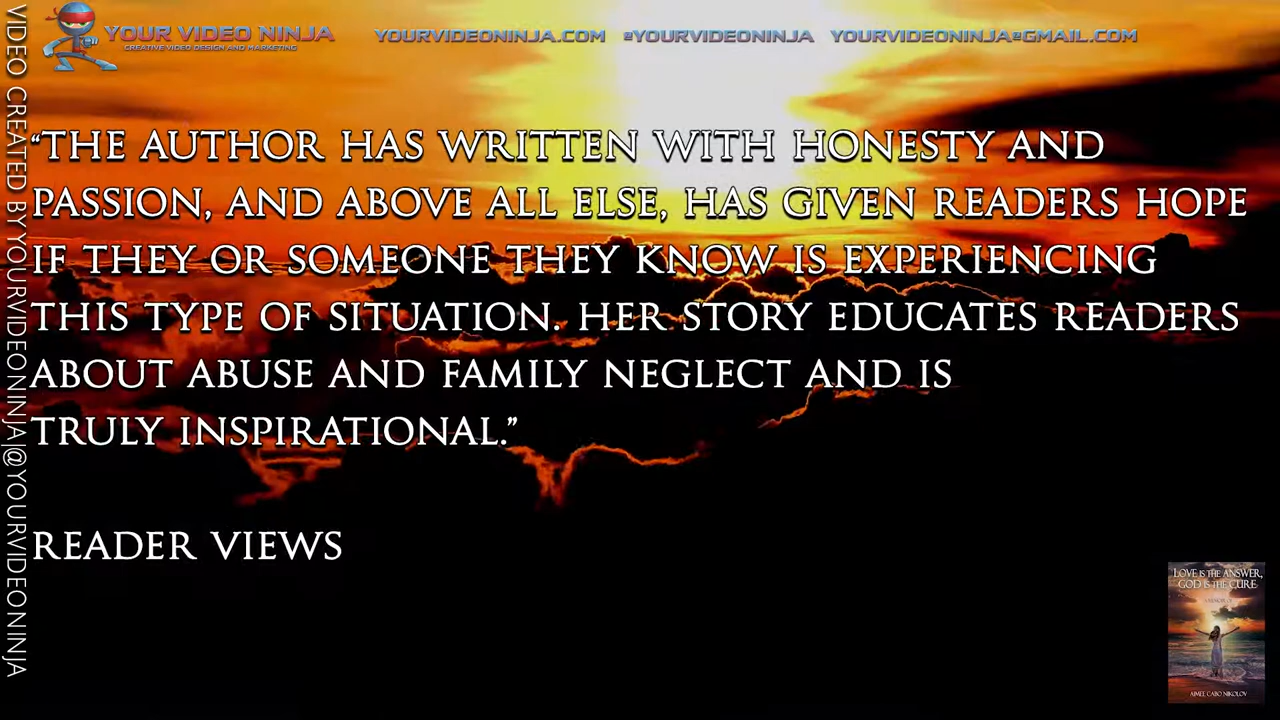 YOUR VIDEO NINJA
CREATIVE VIDEO DESIGN AND MARKETING
YOURVIDEONINJA.COM @YOURVIDEONINJA YOURVIDEONINJA@GMAIL.COM
VIDEO CREATED BY YOURVIDEONINJA|@YOURVIDEONINJA
“THE AUTHOR HAS WRITTEN WITH HONESTY AND
PASSION, AND ABOVE ALL ELSE, HAS GIVEN READERS HOPE
IF THEY OR SOMEONE THEY KNOW IS EXPERIENCING
THIS TYPE OF SITUATION. HER STORY EDUCATES READERS
ABOUT ABUSE AND FAMILY NEGLECT AND IS
TRULY INSPIRATIONAL.”
READER VIEWS
LOVE IS THE ANSWER,
GOD IS THE CURE
AIMEE CABO NIKOLOV